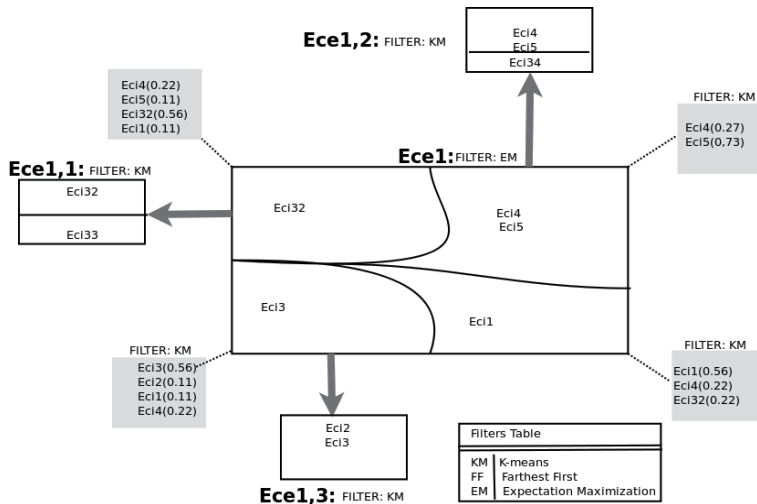 Ece1,2: FILTER: KM
Eci4
Eci5
Eci34
Eci4(0.22)
Eci5(0.11)
Eci32(0.56)
Eci1(0.11)
FILTER: KM
Eci4(0.27)
Eci5(0,73)
Ece1,1: FILTER: KM
Eci32
Eci33
Ece1: FILTER: EM
Eci32
Eci4
Eci5
Eci3
Eci1
FILTER: KM
Eci3(0.56)
Eci2(0.11)
Eci1(0.11)
Eci4(0.22)
FILTER: KM
Eci1(0.56)
Eci4(0.22)
Eci32(0.22)
Eci2
Eci3
Ece1,3: FILTER: KM
Filters Table
KM K-means
FF Farthest First
EM Expectation Maximization